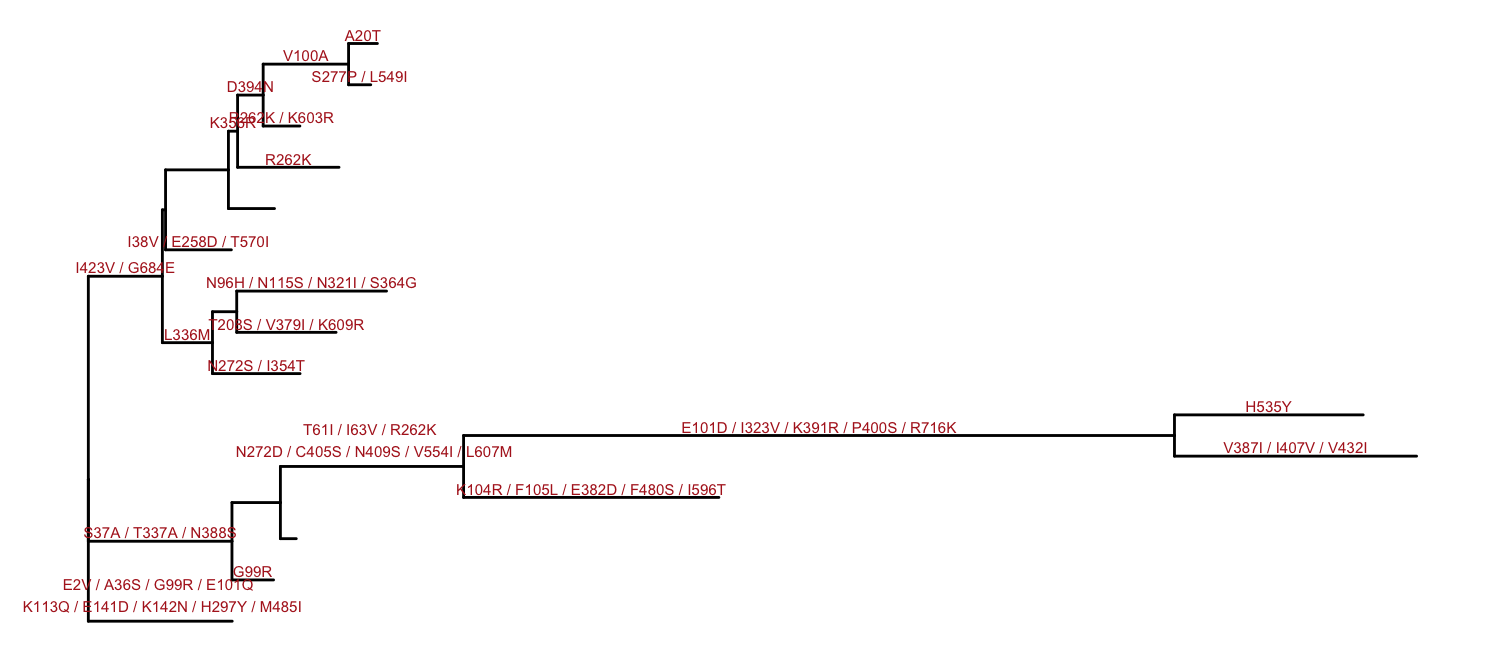 A20T
V100A
S277P / L549I
D394N
R262K / K603R
K358R
R262K
I38V / E258D / T570I
I423V / G684E
N96H / N115S / N321I / S364G
T203S / V379I / K609R
L336M
N272S / I354T
H535Y
T61I / I63V / R262K
E101D / I323V / K391R / P400S / R716K
N272D / C405S / N409S / V554I / L607M
V387I / I407V / V432I
K104R / F105L / E382D / F480S / I596T
S37A / T337A / N388S
G99R
E2V / A36S / G99R / E101Q
K113Q / E141D / K142N / H297Y / M485I